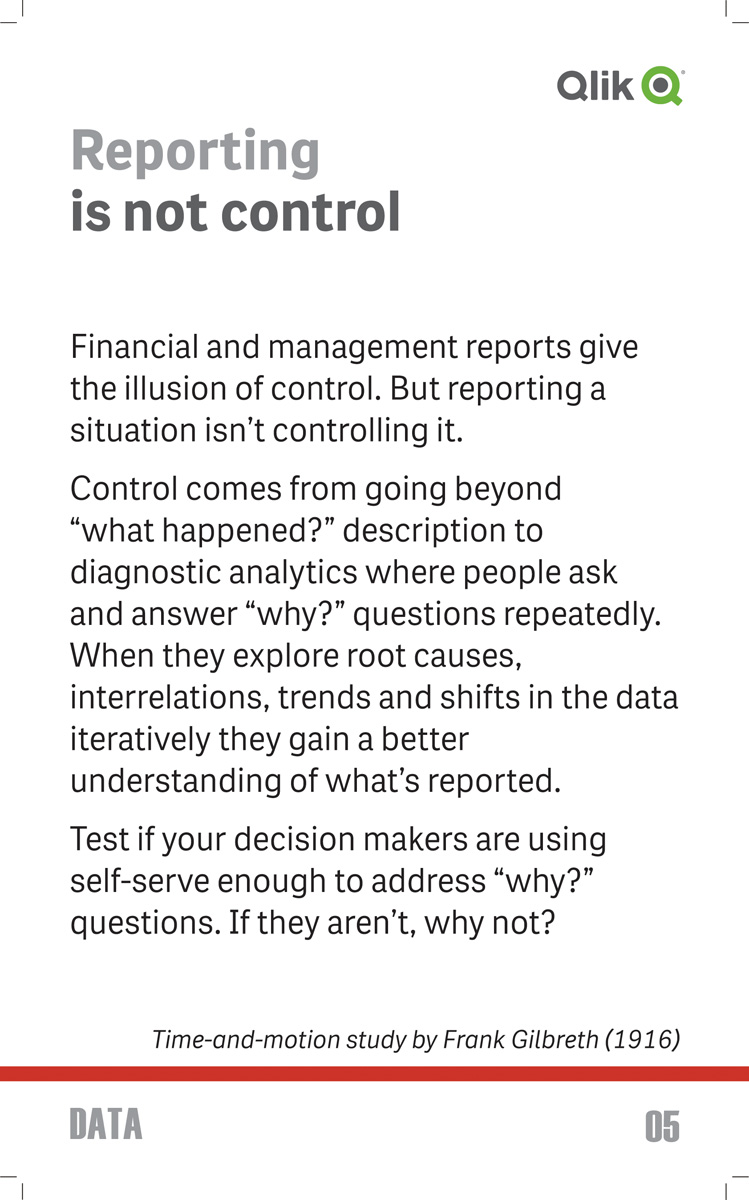 Qlik
Reporting
is not control
Financial and management reports give
the illusion of control. But reporting a
situation isn’t controlling it.
Control comes from going beyond
“what happened?” description to
diagnostic analytics where people ask
and answer “why?” questions repeatedly.
When they explore root causes,
interrelations, trends and shifts in the data
iteratively they gain a better
understanding of what’s reported.
Test if your decision makers are using
self-serve enough to address “why?”
questions. If they aren’t, why not?
Time-and-motion study by Frank Gilbreth (1916)
DATA
05